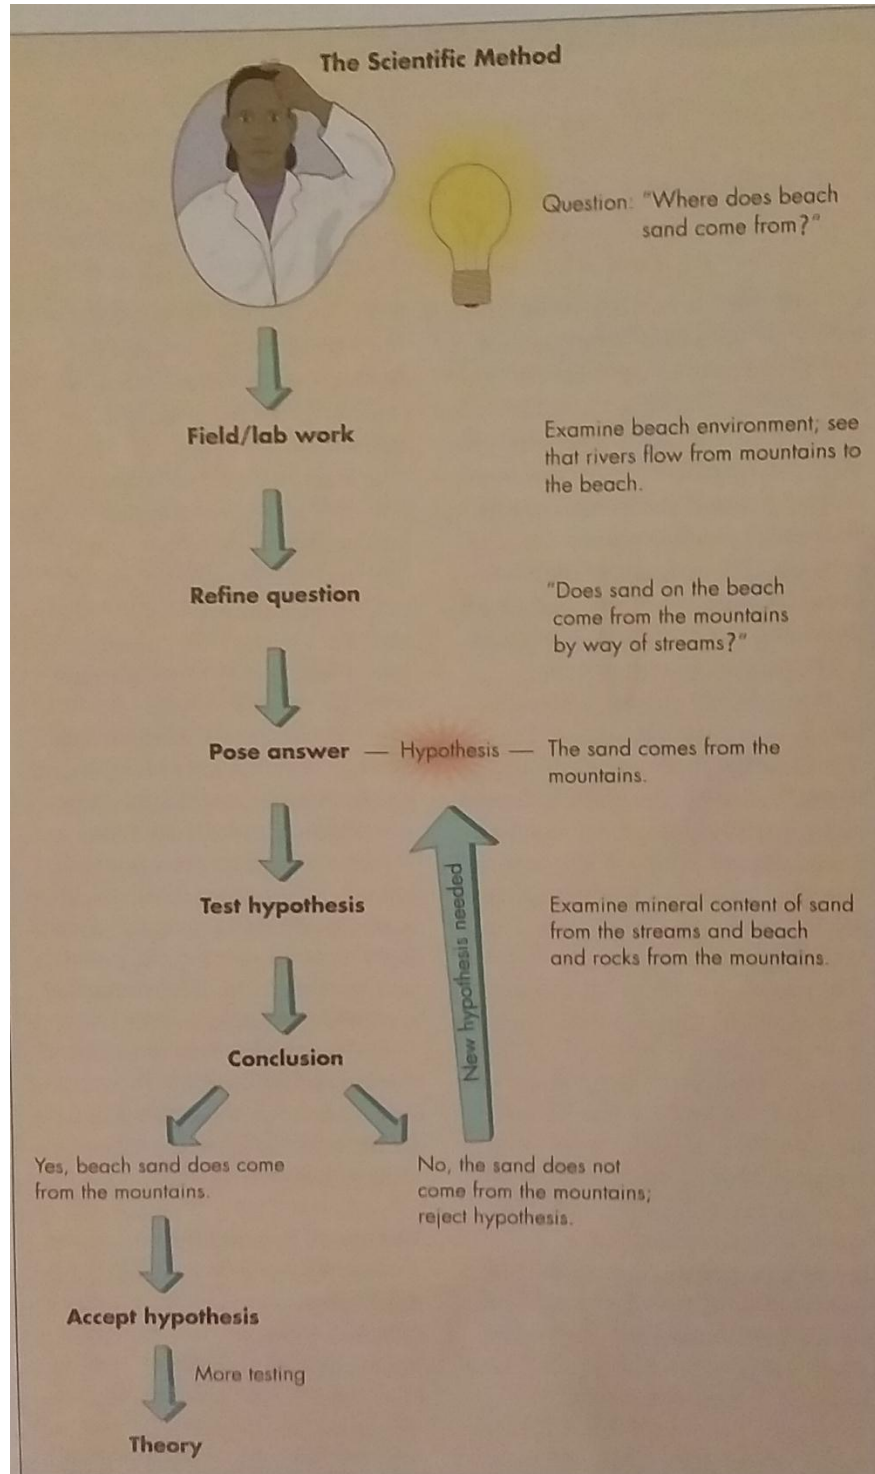 The Scientific Method
Question: "Where does beach
sand come from?"
Field/lab work
Examine beach environment; see
that rivers flow from mountains to
the beach.
Refine question
"Does sand on the beach
come from the mountains
by way of streams?"
Pose answer — Hypothesis — The sand comes from the
mountains.
Test hypothesis
Examine mineral content of sand
from the streams and beach
and rocks from the mountains.
New hypothesis needed
Conclusion
Yes, beach sand does come
from the mountains.
No, the sand does not
come from the mountains;
reject hypothesis.
Accept hypothesis
More testing
Theory